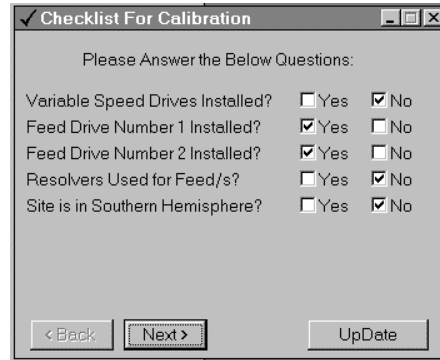 Checklist For Calibration
Please Answer the Below Questions:
Variable Speed Drives Installed? Yes No
Feed Drive Number 1 Installed? Yes No
Feed Drive Number 2 Installed? Yes No
Resolvers Used for Feed/s? Yes No
Site is in Southern Hemisphere? Yes No
< Back Next > UpDate